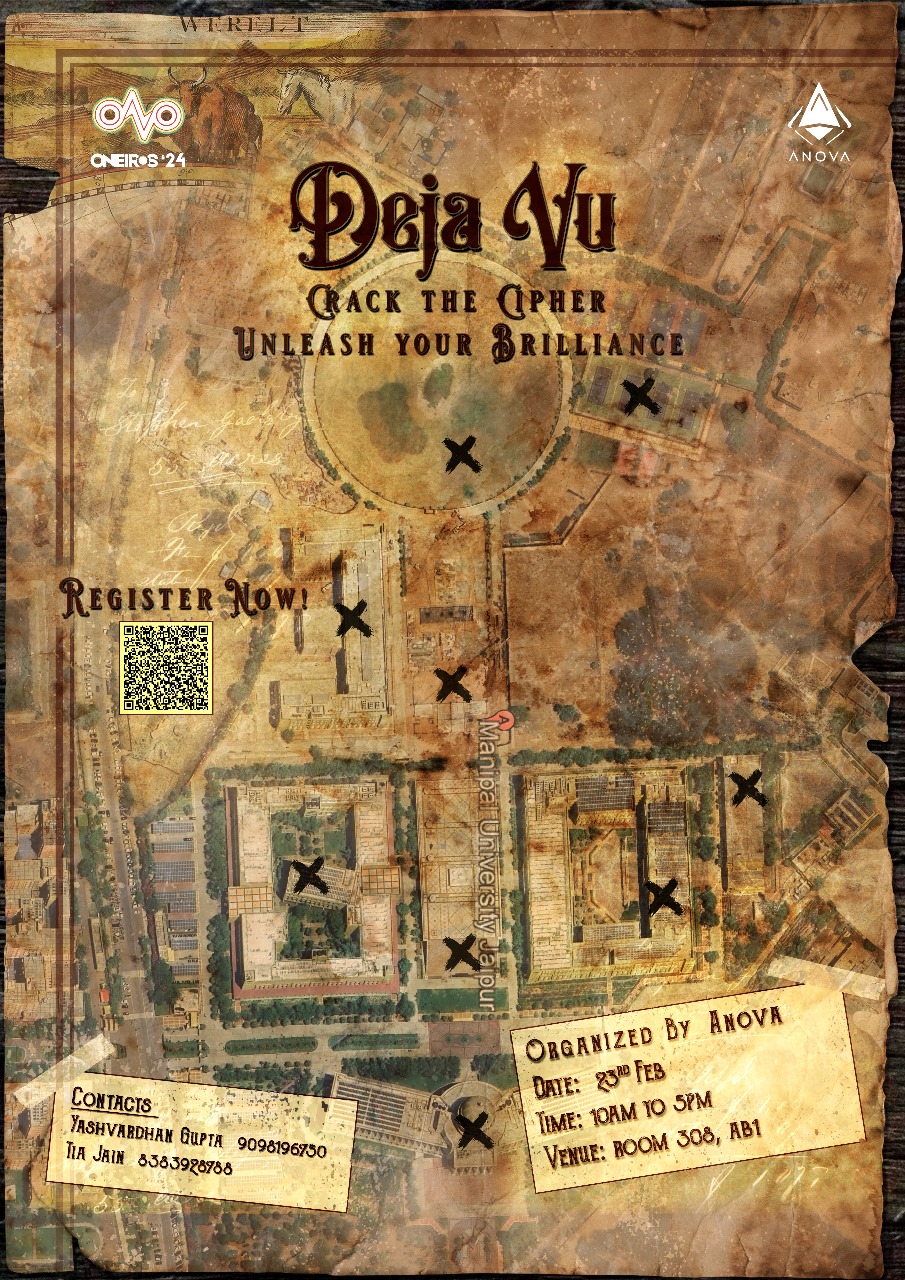 WERELT
ONEIROS '24
ANOVA
Deja Vu
Crack the Cipher
Unleash your Brilliance
Register Now!
Manipal University Jaipur
Organized By Anova
Date: 23rd Feb
Time: 10AM to 5PM
Venue: Room 308, AB1
Contacts
Yashvardhan Gupta 9098196750
Tia Jain 8383928788